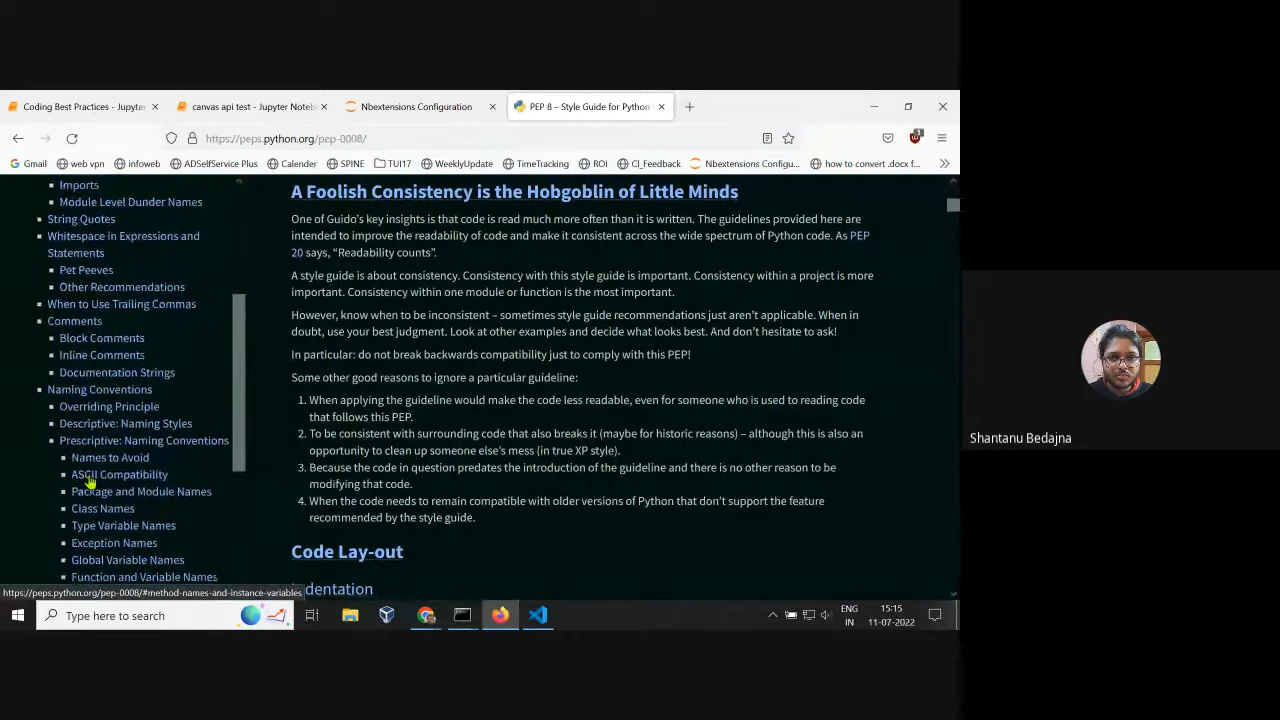 Coding Best Practices - Jupyter
canvas api test - Jupyter Noteb
Nbextensions Configuration
PEP 8 – Style Guide for Python
https://peps.python.org/pep-0008/
Gmail
web vpn
infoweb
ADSelfService Plus
Calender
SPINE
TUI17
WeeklyUpdate
TimeTracking
ROI
CI_Feedback
Nbextensions Configu...
how to convert .docx f...
Imports
Module Level Dunder Names
String Quotes
Whitespace in Expressions and
Statements
Pet Peeves
Other Recommendations
When to Use Trailing Commas
Comments
Block Comments
Inline Comments
Documentation Strings
Naming Conventions
Overriding Principle
Descriptive: Naming Styles
Prescriptive: Naming Conventions
Names to Avoid
ASCII Compatibility
Package and Module Names
Class Names
Type Variable Names
Exception Names
Global Variable Names
Function and Variable Names
https://peps.python.org/pep-0008/#method-names-and-instance-variables
A Foolish Consistency is the Hobgoblin of Little Minds
One of Guido’s key insights is that code is read much more often than it is written. The guidelines provided here are
intended to improve the readability of code and make it consistent across the wide spectrum of Python code. As PEP
20 says, “Readability counts”.
A style guide is about consistency. Consistency with this style guide is important. Consistency within a project is more
important. Consistency within one module or function is the most important.
However, know when to be inconsistent – sometimes style guide recommendations just aren’t applicable. When in
doubt, use your best judgment. Look at other examples and decide what looks best. And don’t hesitate to ask!
In particular: do not break backwards compatibility just to comply with this PEP!
Some other good reasons to ignore a particular guideline:
1. When applying the guideline would make the code less readable, even for someone who is used to reading code
that follows this PEP.
2. To be consistent with surrounding code that also breaks it (maybe for historic reasons) – although this is also an
opportunity to clean up someone else’s mess (in true XP style).
3. Because the code in question predates the introduction of the guideline and there is no other reason to be
modifying that code.
4. When the code needs to remain compatible with older versions of Python that don’t support the feature
recommended by the style guide.
Code Lay-out
ndentation
Type here to search
ENG
IN
15:15
11-07-2022
Shantanu Bedajna